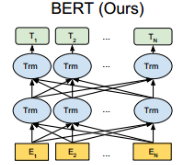 BERT (Ours)
T1 T2 ... TN
Trm Trm ... Trm
Trm Trm ... Trm
E1 E2 ... EN